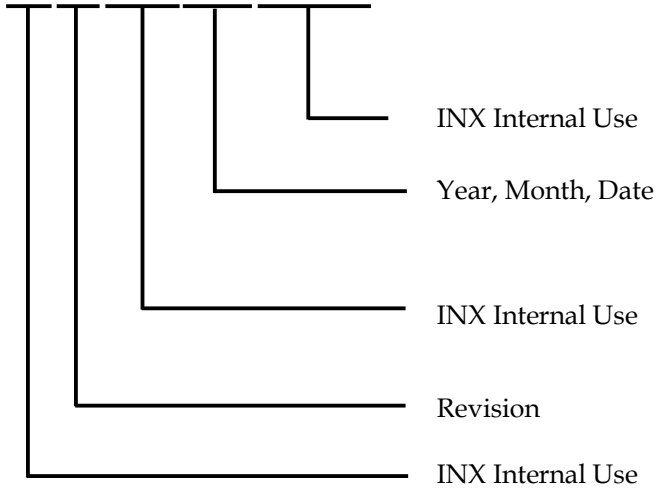 INX Internal Use
Year, Month, Date
INX Internal Use
Revision
INX Internal Use